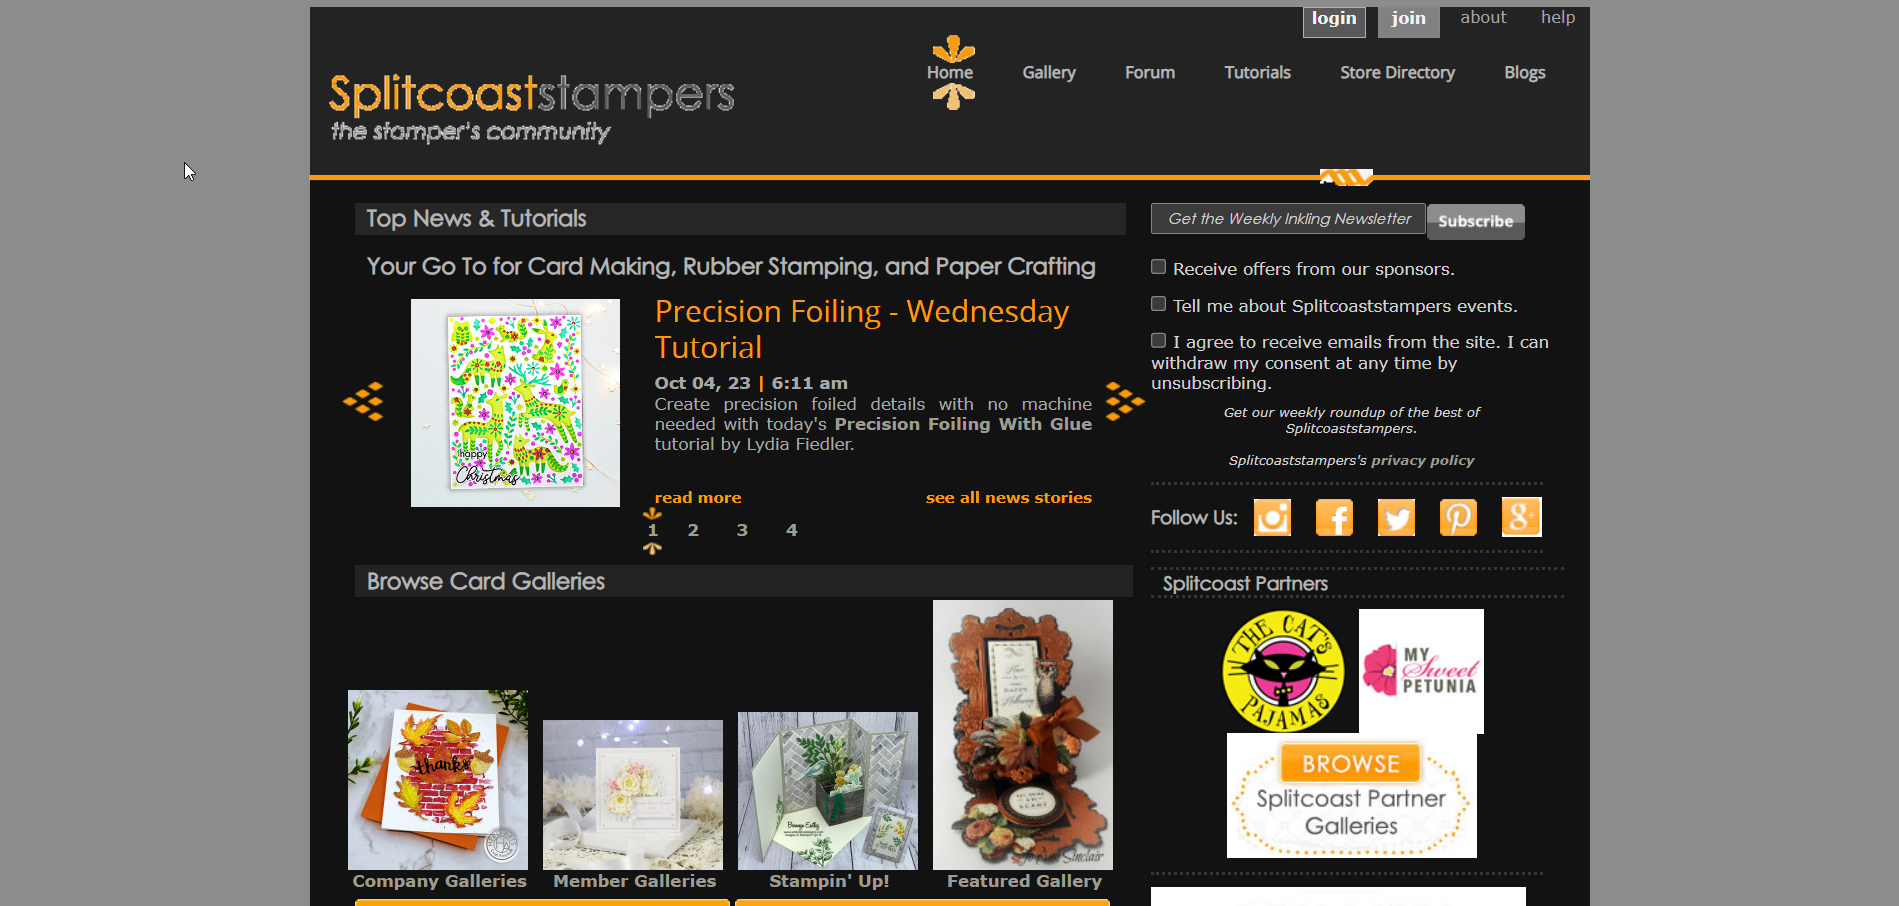 login join about help
Home Gallery Forum Tutorials Store Directory Blogs
Splitcoaststampers
the stamper's community
Top News & Tutorials
Your Go To for Card Making, Rubber Stamping, and Paper Crafting
happy
Christmas
Precision Foiling - Wednesday
Tutorial
Oct 04, 23 | 6:11 am
Create precision foiled details with no machine
needed with today's Precision Foiling With Glue
tutorial by Lydia Fiedler.
read more see all news stories
1 2 3 4
Get the Weekly Inkling Newsletter Subscribe
Receive offers from our sponsors.
Tell me about Splitcoaststampers events.
I agree to receive emails from the site. I can
withdraw my consent at any time by
unsubscribing.
Get our weekly roundup of the best of
Splitcoaststampers.
Splitcoaststampers's privacy policy
Follow Us:
Browse Card Galleries
thanks
Company Galleries Member Galleries Stampin' Up! Featured Gallery
Splitcoast Partners
THE CAT'S
PAJAMAS
MY
Sweet
PETUNIA
BROWSE
Splitcoast Partner
Galleries